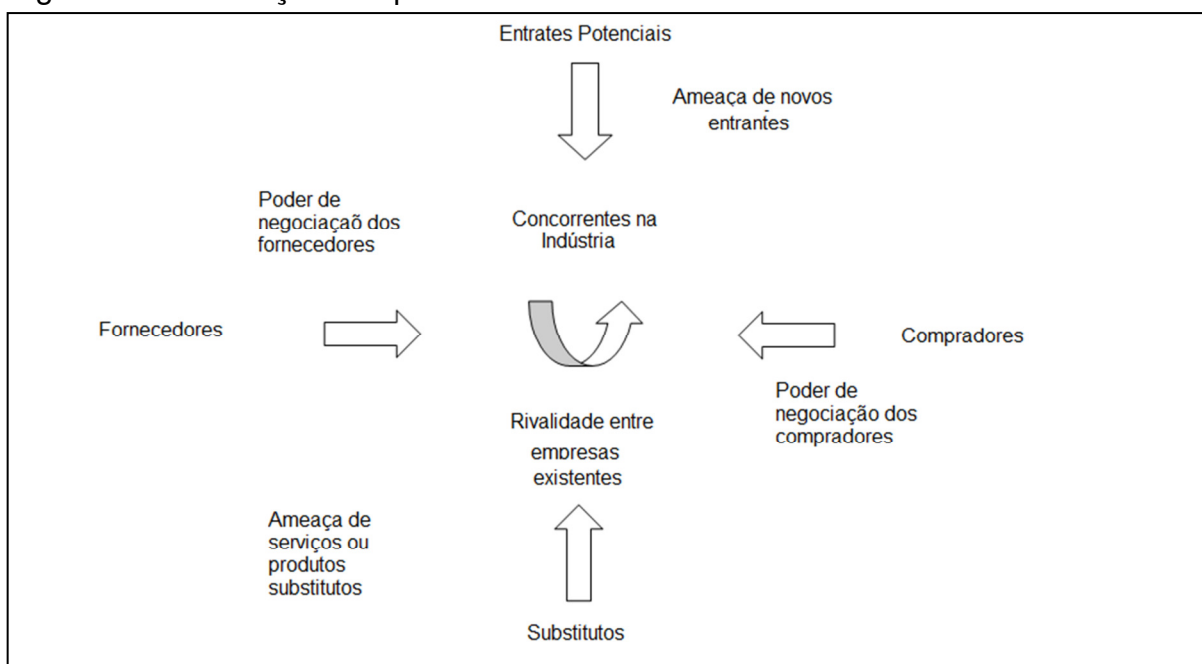 Entrates Potenciais
Ameaça de novos
entrantes
Poder de
negociaçaõ dos
fornecedores
Concorrentes na
Indústria
Fornecedores
Compradores
Poder de
negociação dos
compradores
Rivalidade entre
empresas
existentes
Ameaça de
serviços ou
produtos
substitutos
Substitutos